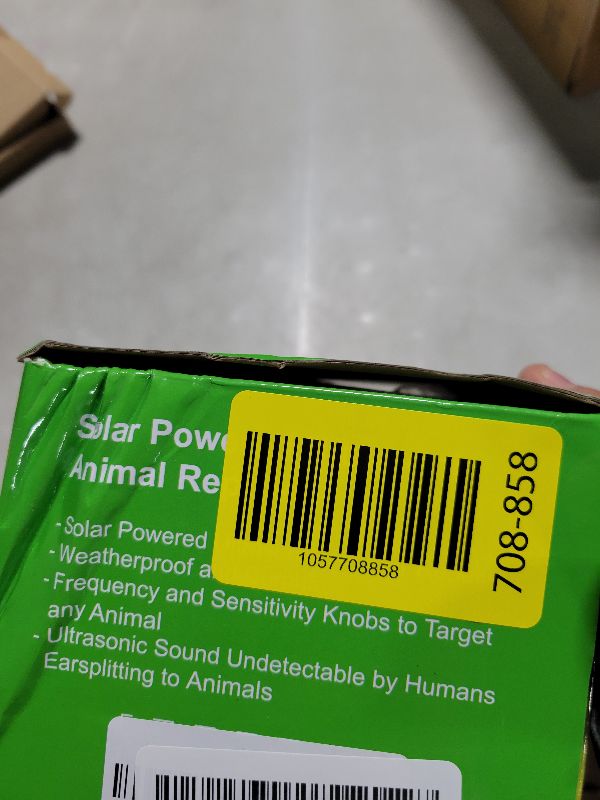 Solar Powe
Animal Re
-Solar Powered
-Weatherproof a
-Frequency and Sensitivity Knobs to Target
any Animal
- Ultrasonic Sound Undetectable by Humans
Earsplitting to Animals
1057708858
708-858